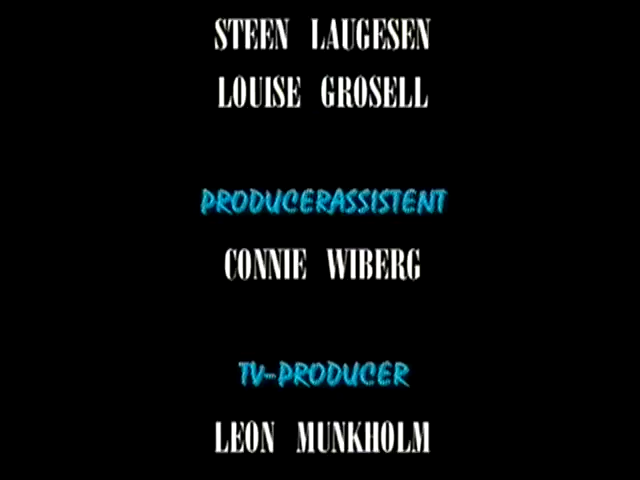 STEEN LAUGESEN
LOUISE GROSELL
PRODUCERASSISTENT
CONNIE WIBERG
TV-PRODUCER
LEON MUNKHOLM